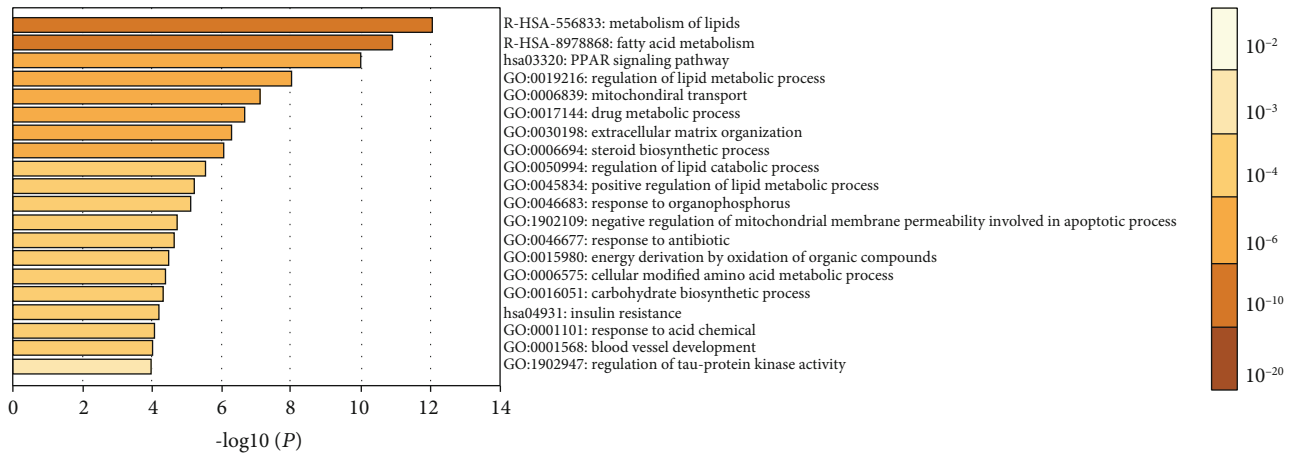 R-HSA-556833: metabolism of lipids
R-HSA-8978868: fatty acid metabolism
hsa03320: PPAR signaling pathway
GO:0019216: regulation of lipid metabolic process
GO:0006839: mitochondiral transport
GO:0017144: drug metabolic process
GO:0030198: extracellular matrix organization
GO:0006694: steroid biosynthetic process
GO:0050994: regulation of lipid catabolic process
GO:0045834: positive regulation of lipid metabolic process
GO:0046683: response to organophosphorus
GO:1902109: negative regulation of mitochondrial membrane permeability involved in apoptotic process
GO:0046677: response to antibiotic
GO:0015980: energy derivation by oxidation of organic compounds
GO:0006575: cellular modified amino acid metabolic process
GO:0016051: carbohydrate biosynthetic process
hsa04931: insulin resistance
GO:0001101: response to acid chemical
GO:0001568: blood vessel development
GO:1902947: regulation of tau-protein kinase activity
0 2 4 6 8 10 12 14
-log10 (P)
10⁻²
10⁻³
10⁻⁴
10⁻⁶
10⁻¹⁰
10⁻²⁰